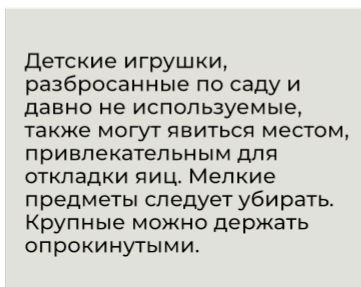 Детские игрушки,
разбросанные по саду и
давно не используемые,
также могут явиться местом,
привлекательным для
откладки яиц. Мелкие
предметы следует убирать.
Крупные можно держать
опрокинутыми.